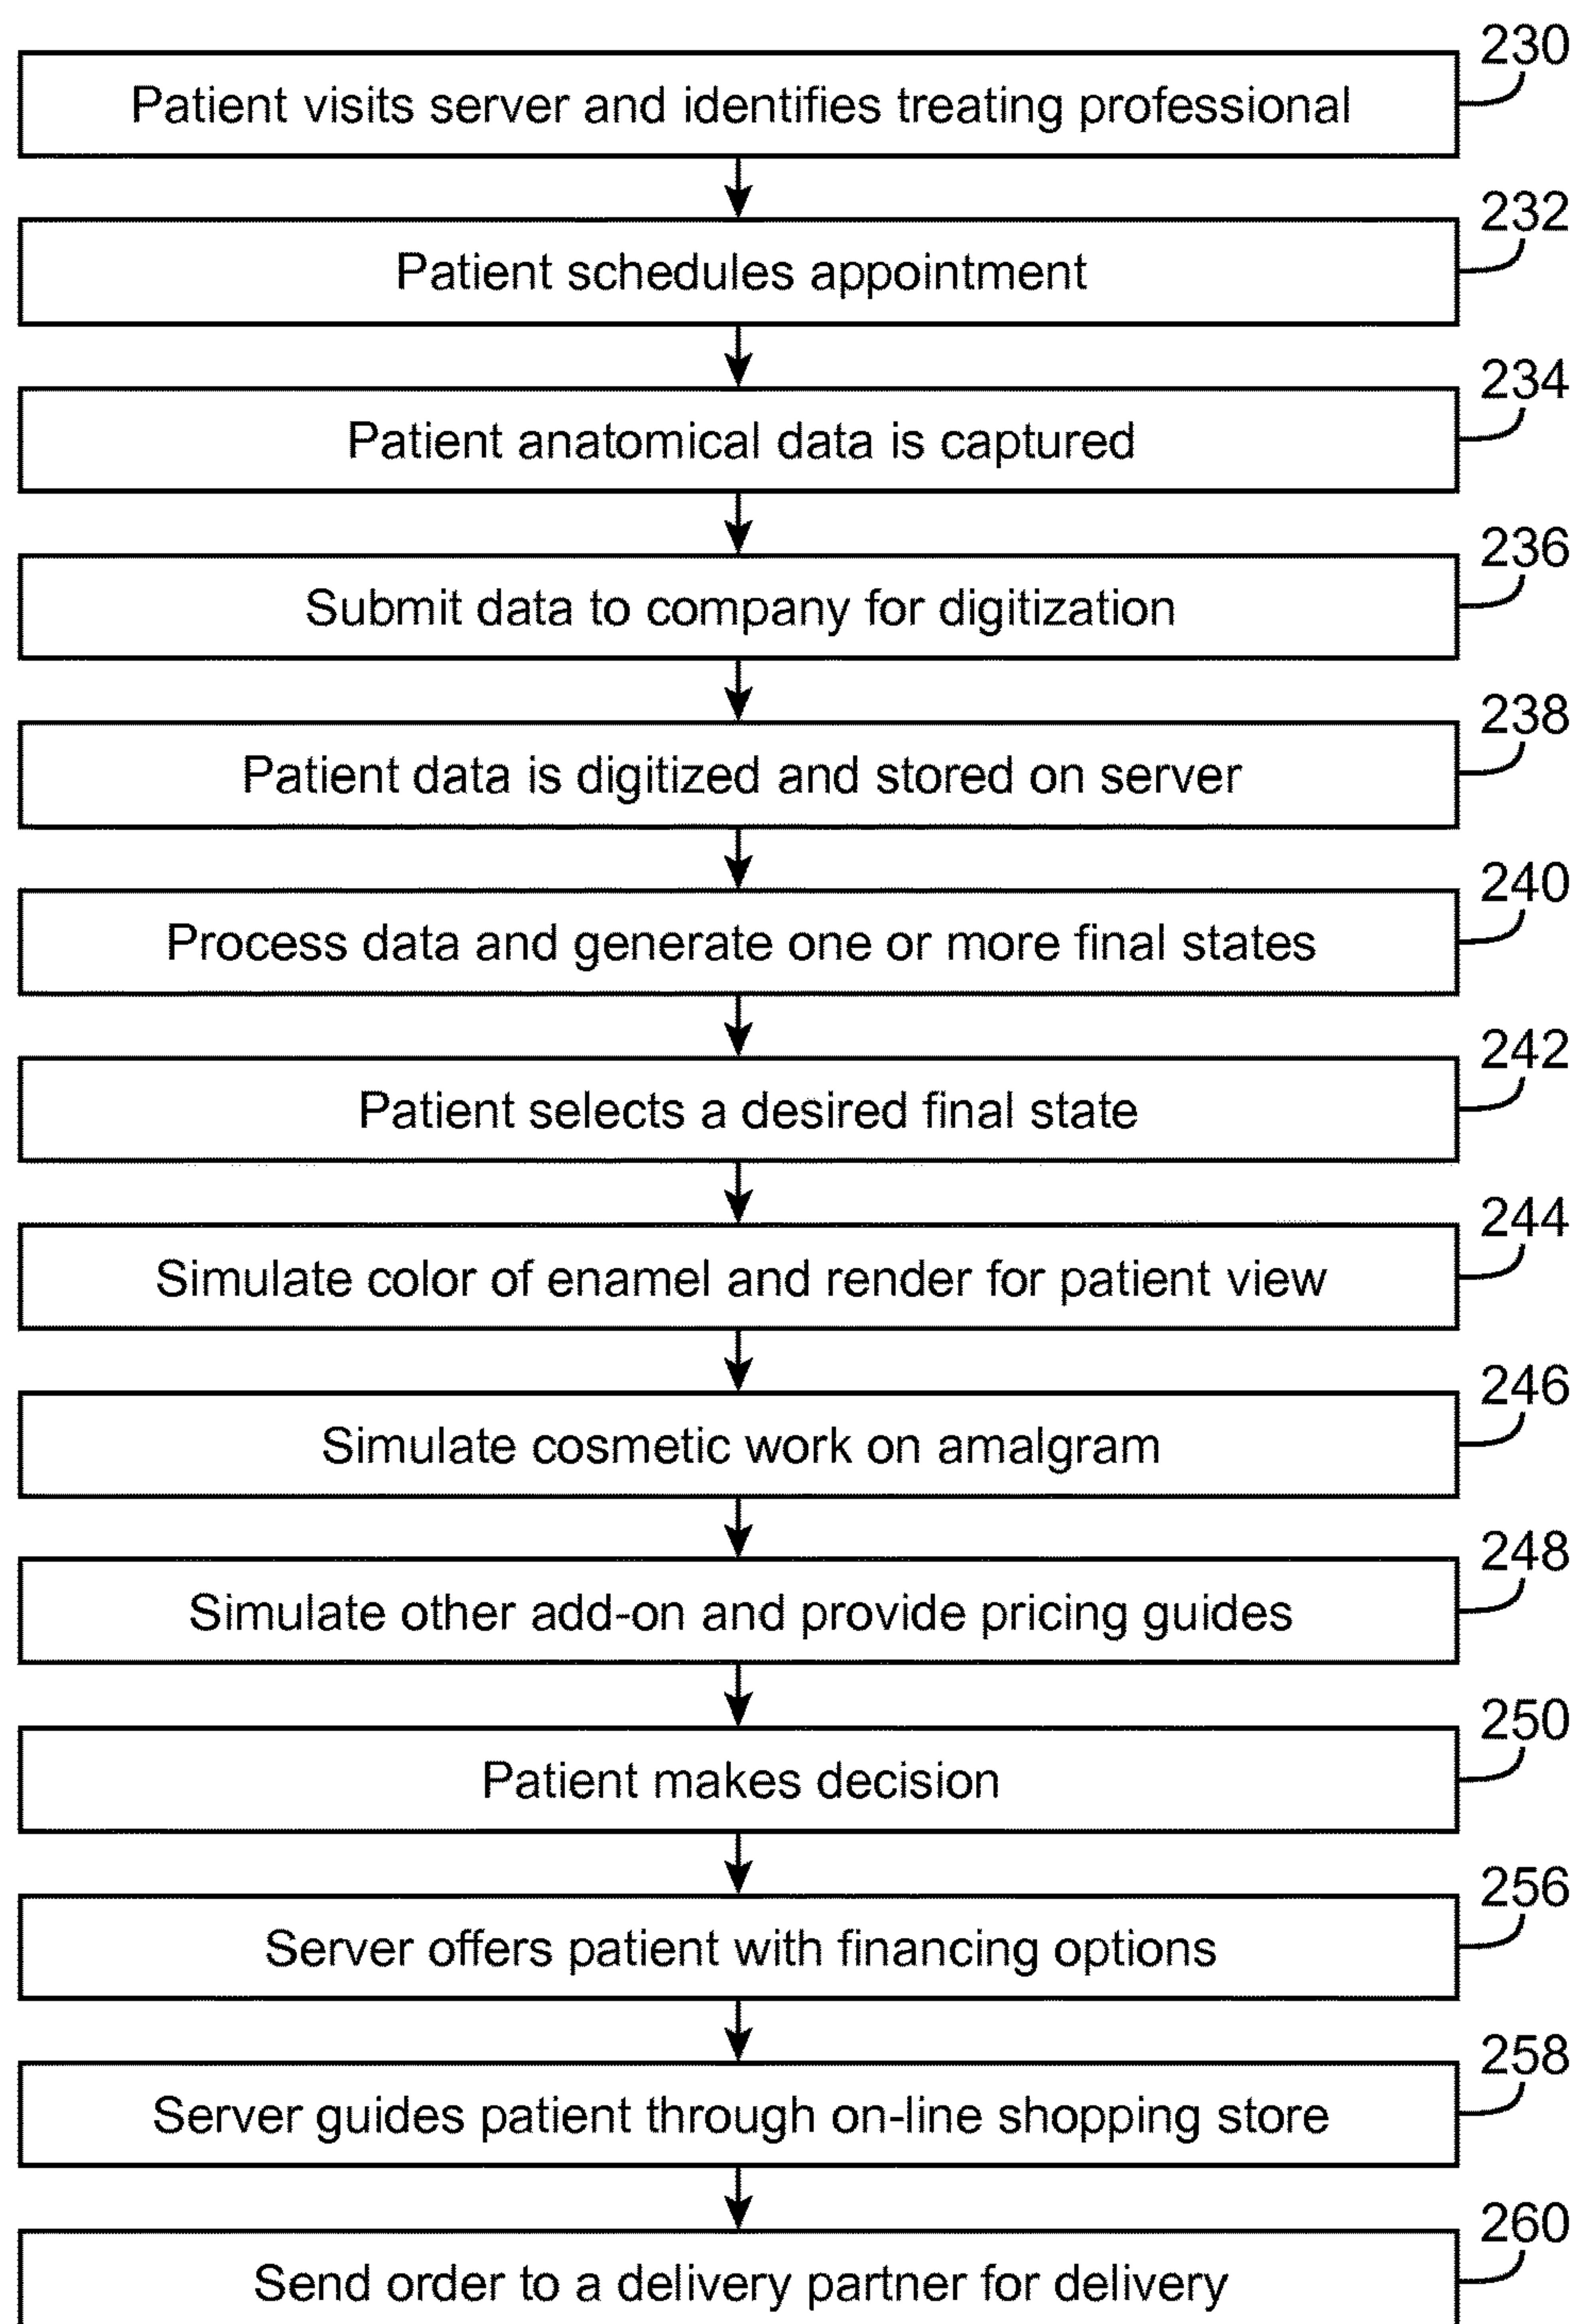 230
Patient visits server and identifies treating professional
232
Patient schedules appointment
234
Patient anatomical data is captured
236
Submit data to company for digitization
238
Patient data is digitized and stored on server
240
Process data and generate one or more final states
242
Patient selects a desired final state
244
Simulate color of enamel and render for patient view
246
Simulate cosmetic work on amalgram
248
Simulate other add-on and provide pricing guides
250
Patient makes decision
256
Server offers patient with financing options
258
Server guides patient through on-line shopping store
260
Send order to a delivery partner for delivery